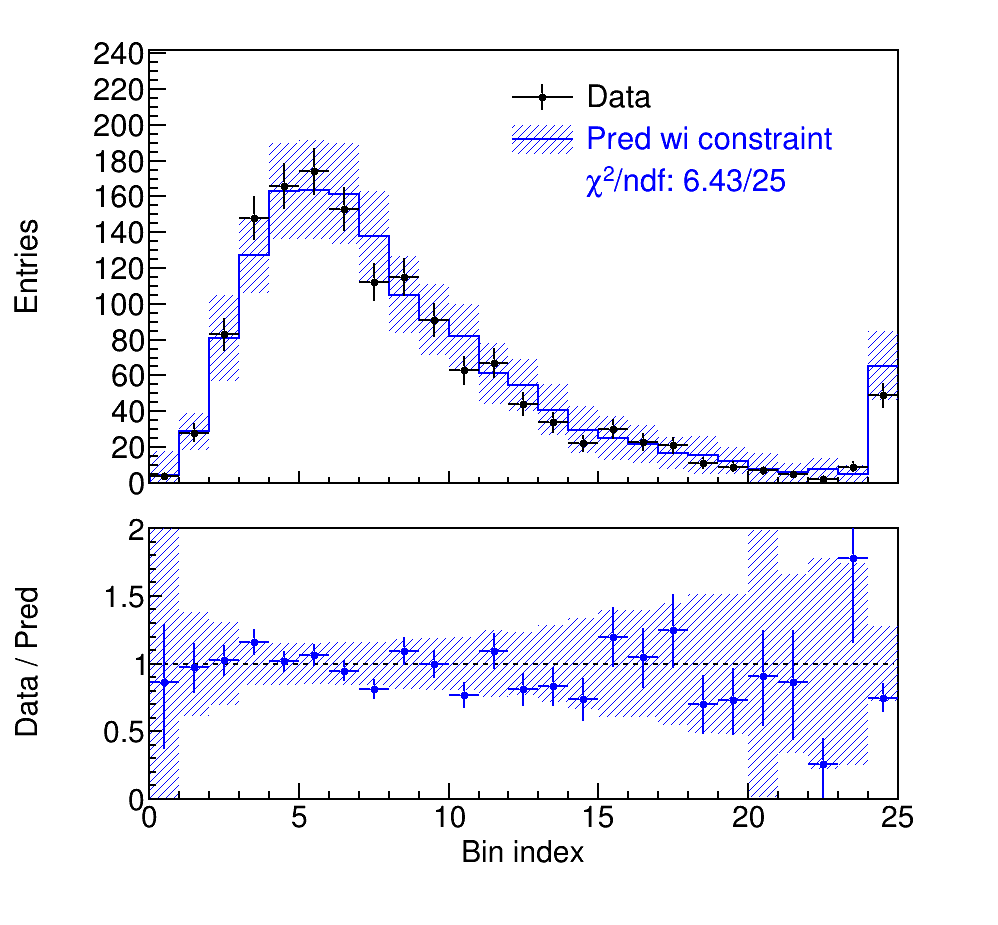 240
220
200
180
160
140
120
100
80
60
40
20
0
Entries
Data
Pred wi constraint
χ²/ndf: 6.43/25
2
1.5
1
0.5
0
Data / Pred
0 5 10 15 20 25
Bin index